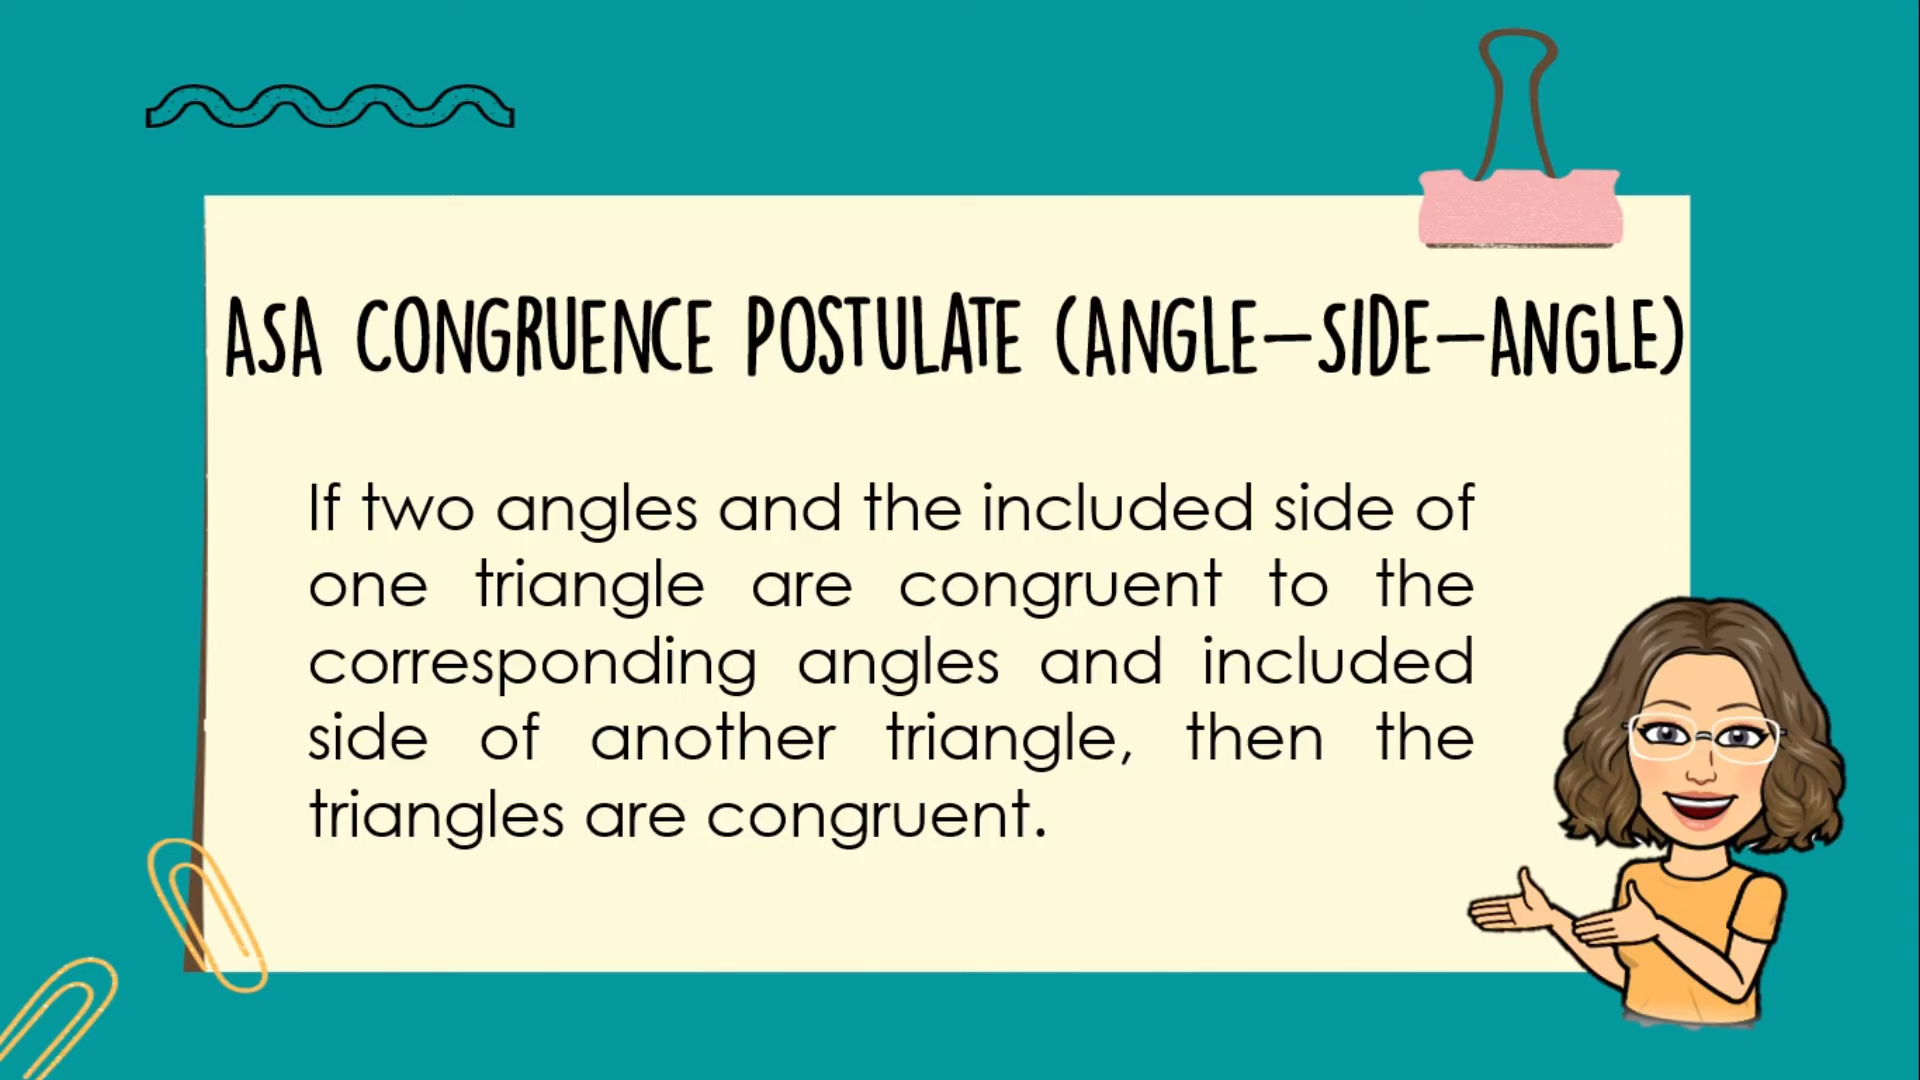 ASA CONGRUENCE POSTULATE (ANGLE–SIDE–ANGLE)
If two angles and the included side of
one triangle are congruent to the
corresponding angles and included
side of another triangle, then the
triangles are congruent.